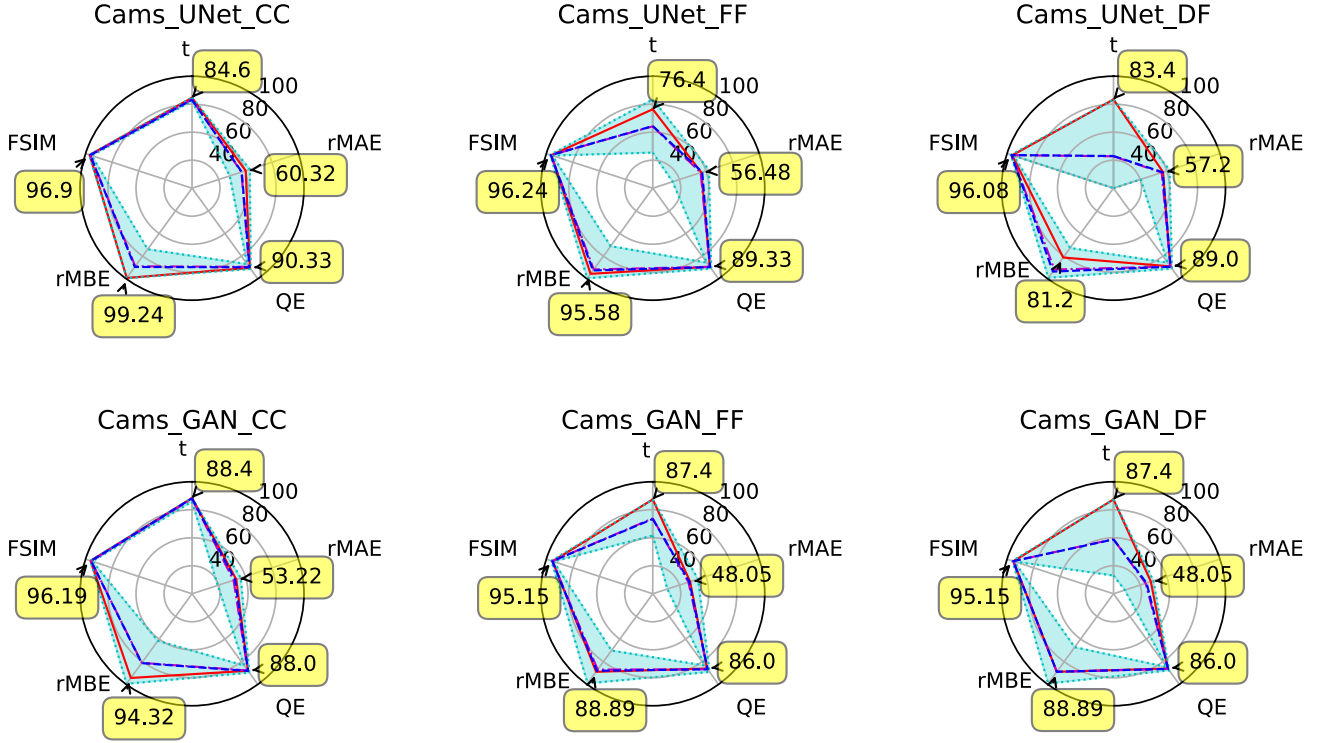 Cams_UNet_CC
t
84.6
100
80
60
40
rMAE
60.32
FSIM
96.9
rMBE
99.24
90.33
QE
Cams_UNet_FF
t
76.4
100
80
60
40
rMAE
56.48
FSIM
96.24
rMBE
95.58
89.33
QE
Cams_UNet_DF
t
83.4
100
80
60
40
rMAE
57.2
FSIM
96.08
rMBE
81.2
89.0
QE
Cams_GAN_CC
t
88.4
100
80
60
40
rMAE
53.22
FSIM
96.19
rMBE
94.32
88.0
QE
Cams_GAN_FF
t
87.4
100
80
60
40
rMAE
48.05
FSIM
95.15
rMBE
88.89
86.0
QE
Cams_GAN_DF
t
87.4
100
80
60
40
rMAE
48.05
FSIM
95.15
rMBE
88.89
86.0
QE